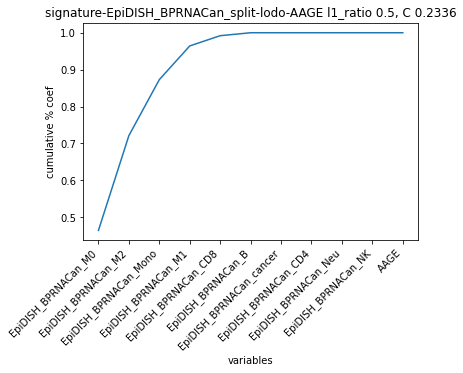 signature-EpiDISH_BPRNACan_split-lodo-AAGE l1_ratio 0.5, C 0.2336
1.0
0.9
0.8
0.7
0.6
0.5
cumulative % coef
EpiDISH_BPRNACan_M0
EpiDISH_BPRNACan_M2
EpiDISH_BPRNACan_Mono
EpiDISH_BPRNACan_M1
EpiDISH_BPRNACan_CD8
EpiDISH_BPRNACan_B
EpiDISH_BPRNACan_cancer
EpiDISH_BPRNACan_CD4
EpiDISH_BPRNACan_Neu
EpiDISH_BPRNACan_NK
AAGE
variables